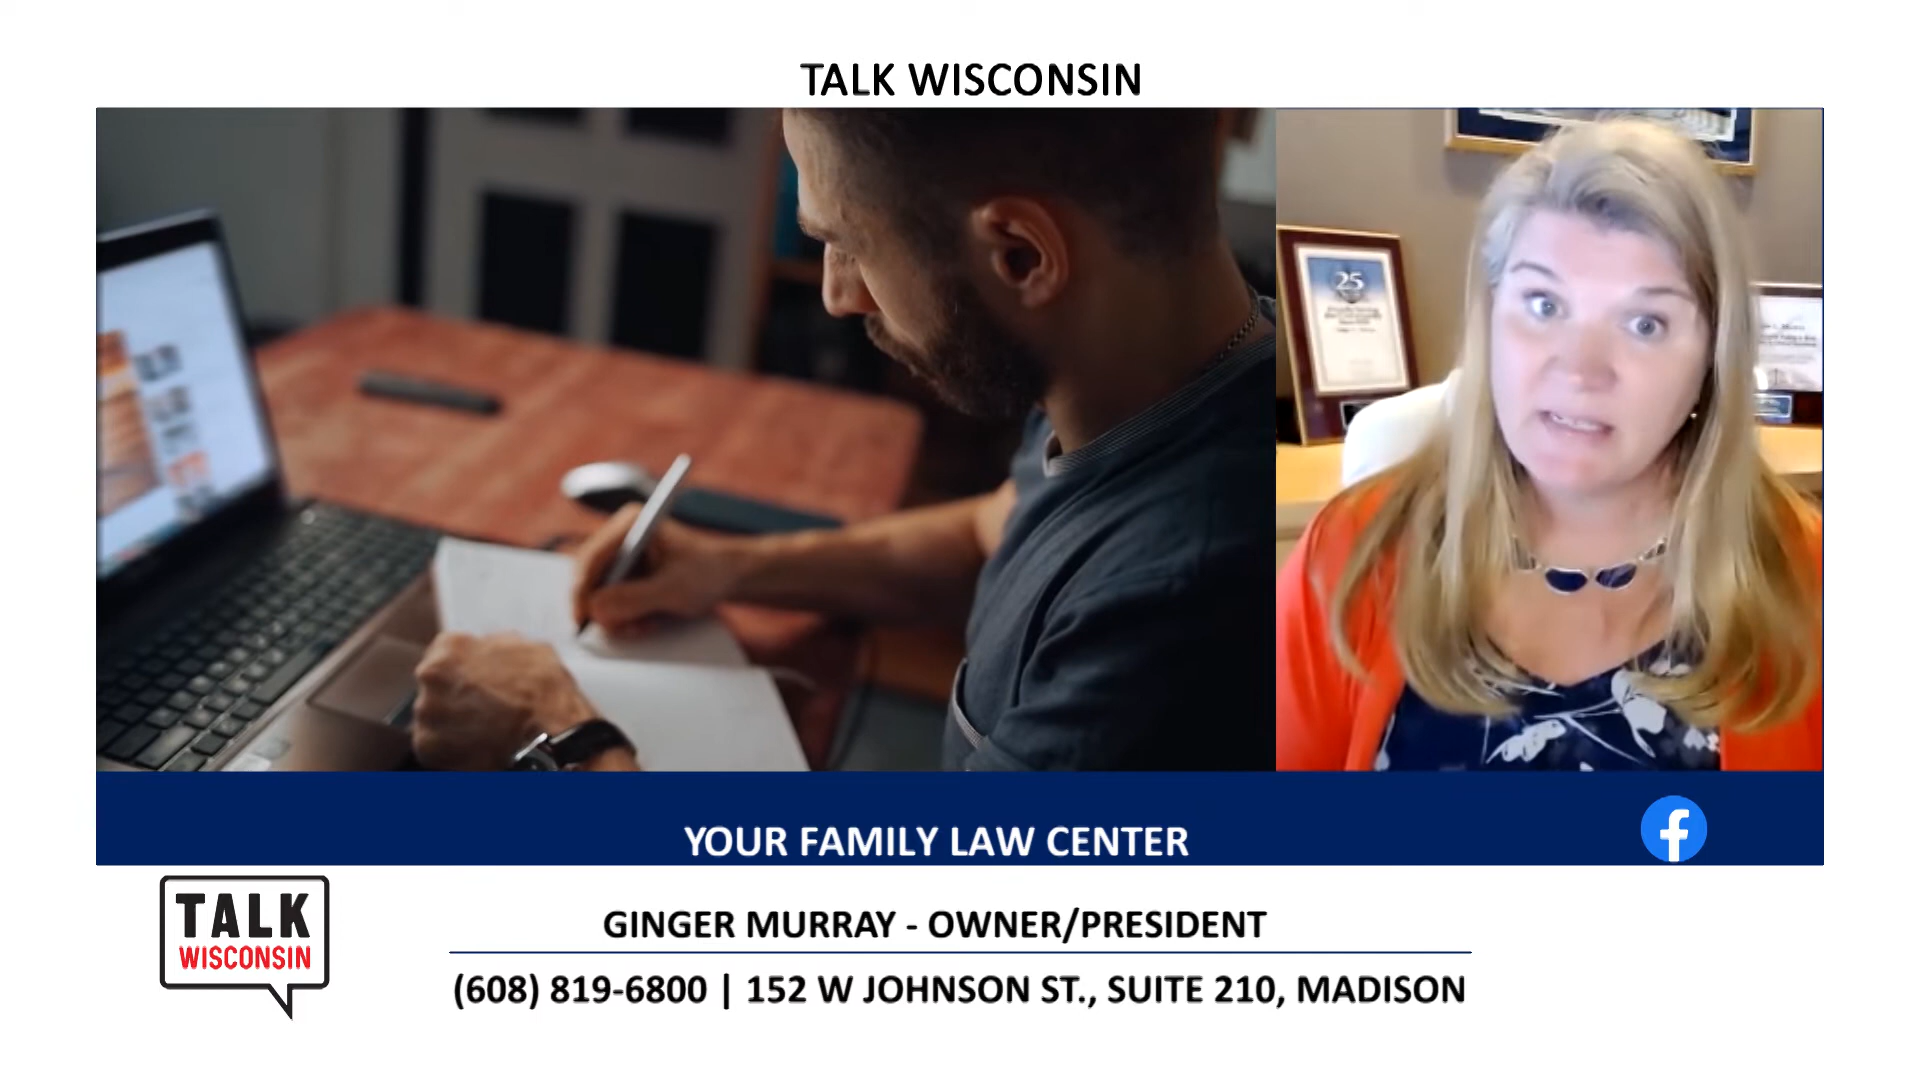 TALK WISCONSIN
25
YOUR FAMILY LAW CENTER
TALK
WISCONSIN
GINGER MURRAY - OWNER/PRESIDENT
(608) 819-6800 | 152 W JOHNSON ST., SUITE 210, MADISON